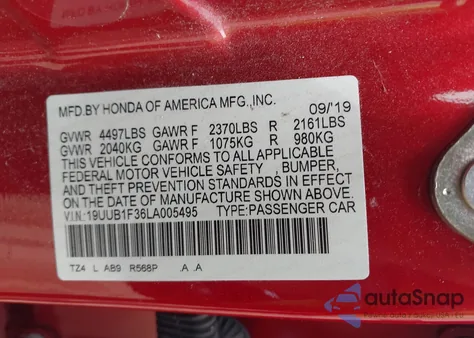 MFD.BY HONDA OF AMERICA MFG.,INC. 09/19
GVWR 4497LBS GAWR F 2370LBS R 2161LBS
GVWR 2040KG GAWR F 1075KG R 980KG
THIS VEHICLE CONFORMS TO ALL APPLICABLE
FEDERAL MOTOR VEHICLE SAFETY , BUMPER,
AND THEFT PREVENTION STANDARDS IN EFFECT
ON THE DATE OF MANUFACTURE SHOWN ABOVE.
V.I.N:19UUB1F36LA005495 TYPE:PASSENGER CAR
TZ4 L AB9 R568P .A .A
autoSnap